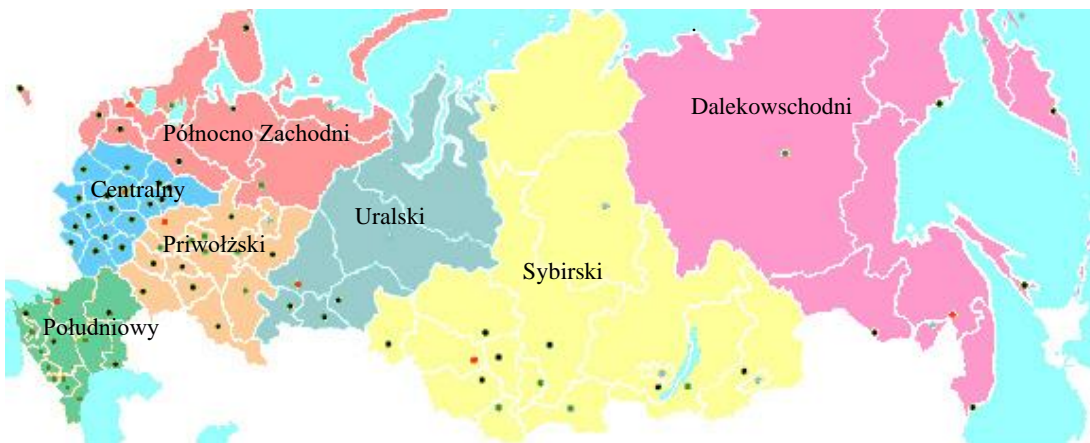 Dalekowschodni
Północno Zachodni
Centralny
Uralski
Priwołżski
Sybirski
Południowy